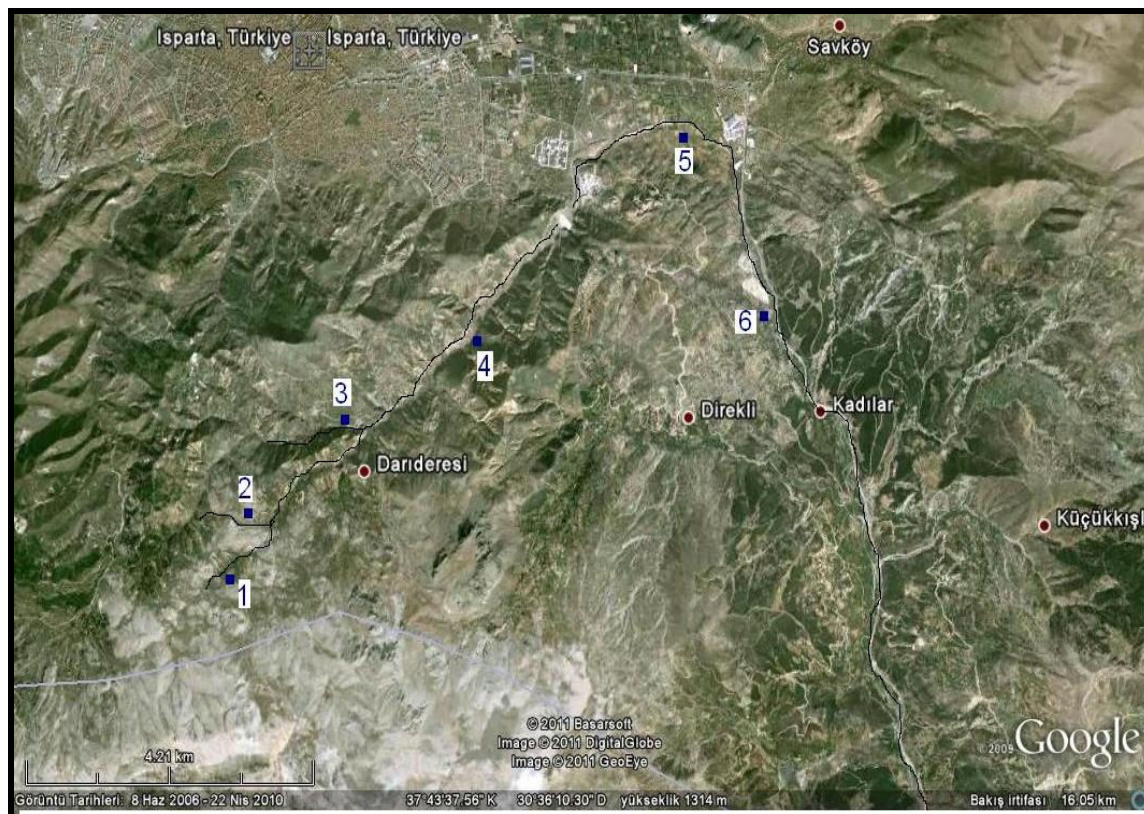 Isparta, Türkiye
Isparta, Türkiye
Savköy
5
6
4
3
Direkli
Kadılar
Darıderesi
2
Küçükkışl
1
© 2011 Basarsoft
Image © 2011 DigitalGlobe
Image © 2011 GeoEye
© 2009 Google
4.21 km
Görüntü Tarihleri: 8 Haz 2006 - 22 Nis 2010 37°43'37.56" K 30°36'10.30" D yükseklik 1314 m Bakış irtifası 16.05 km